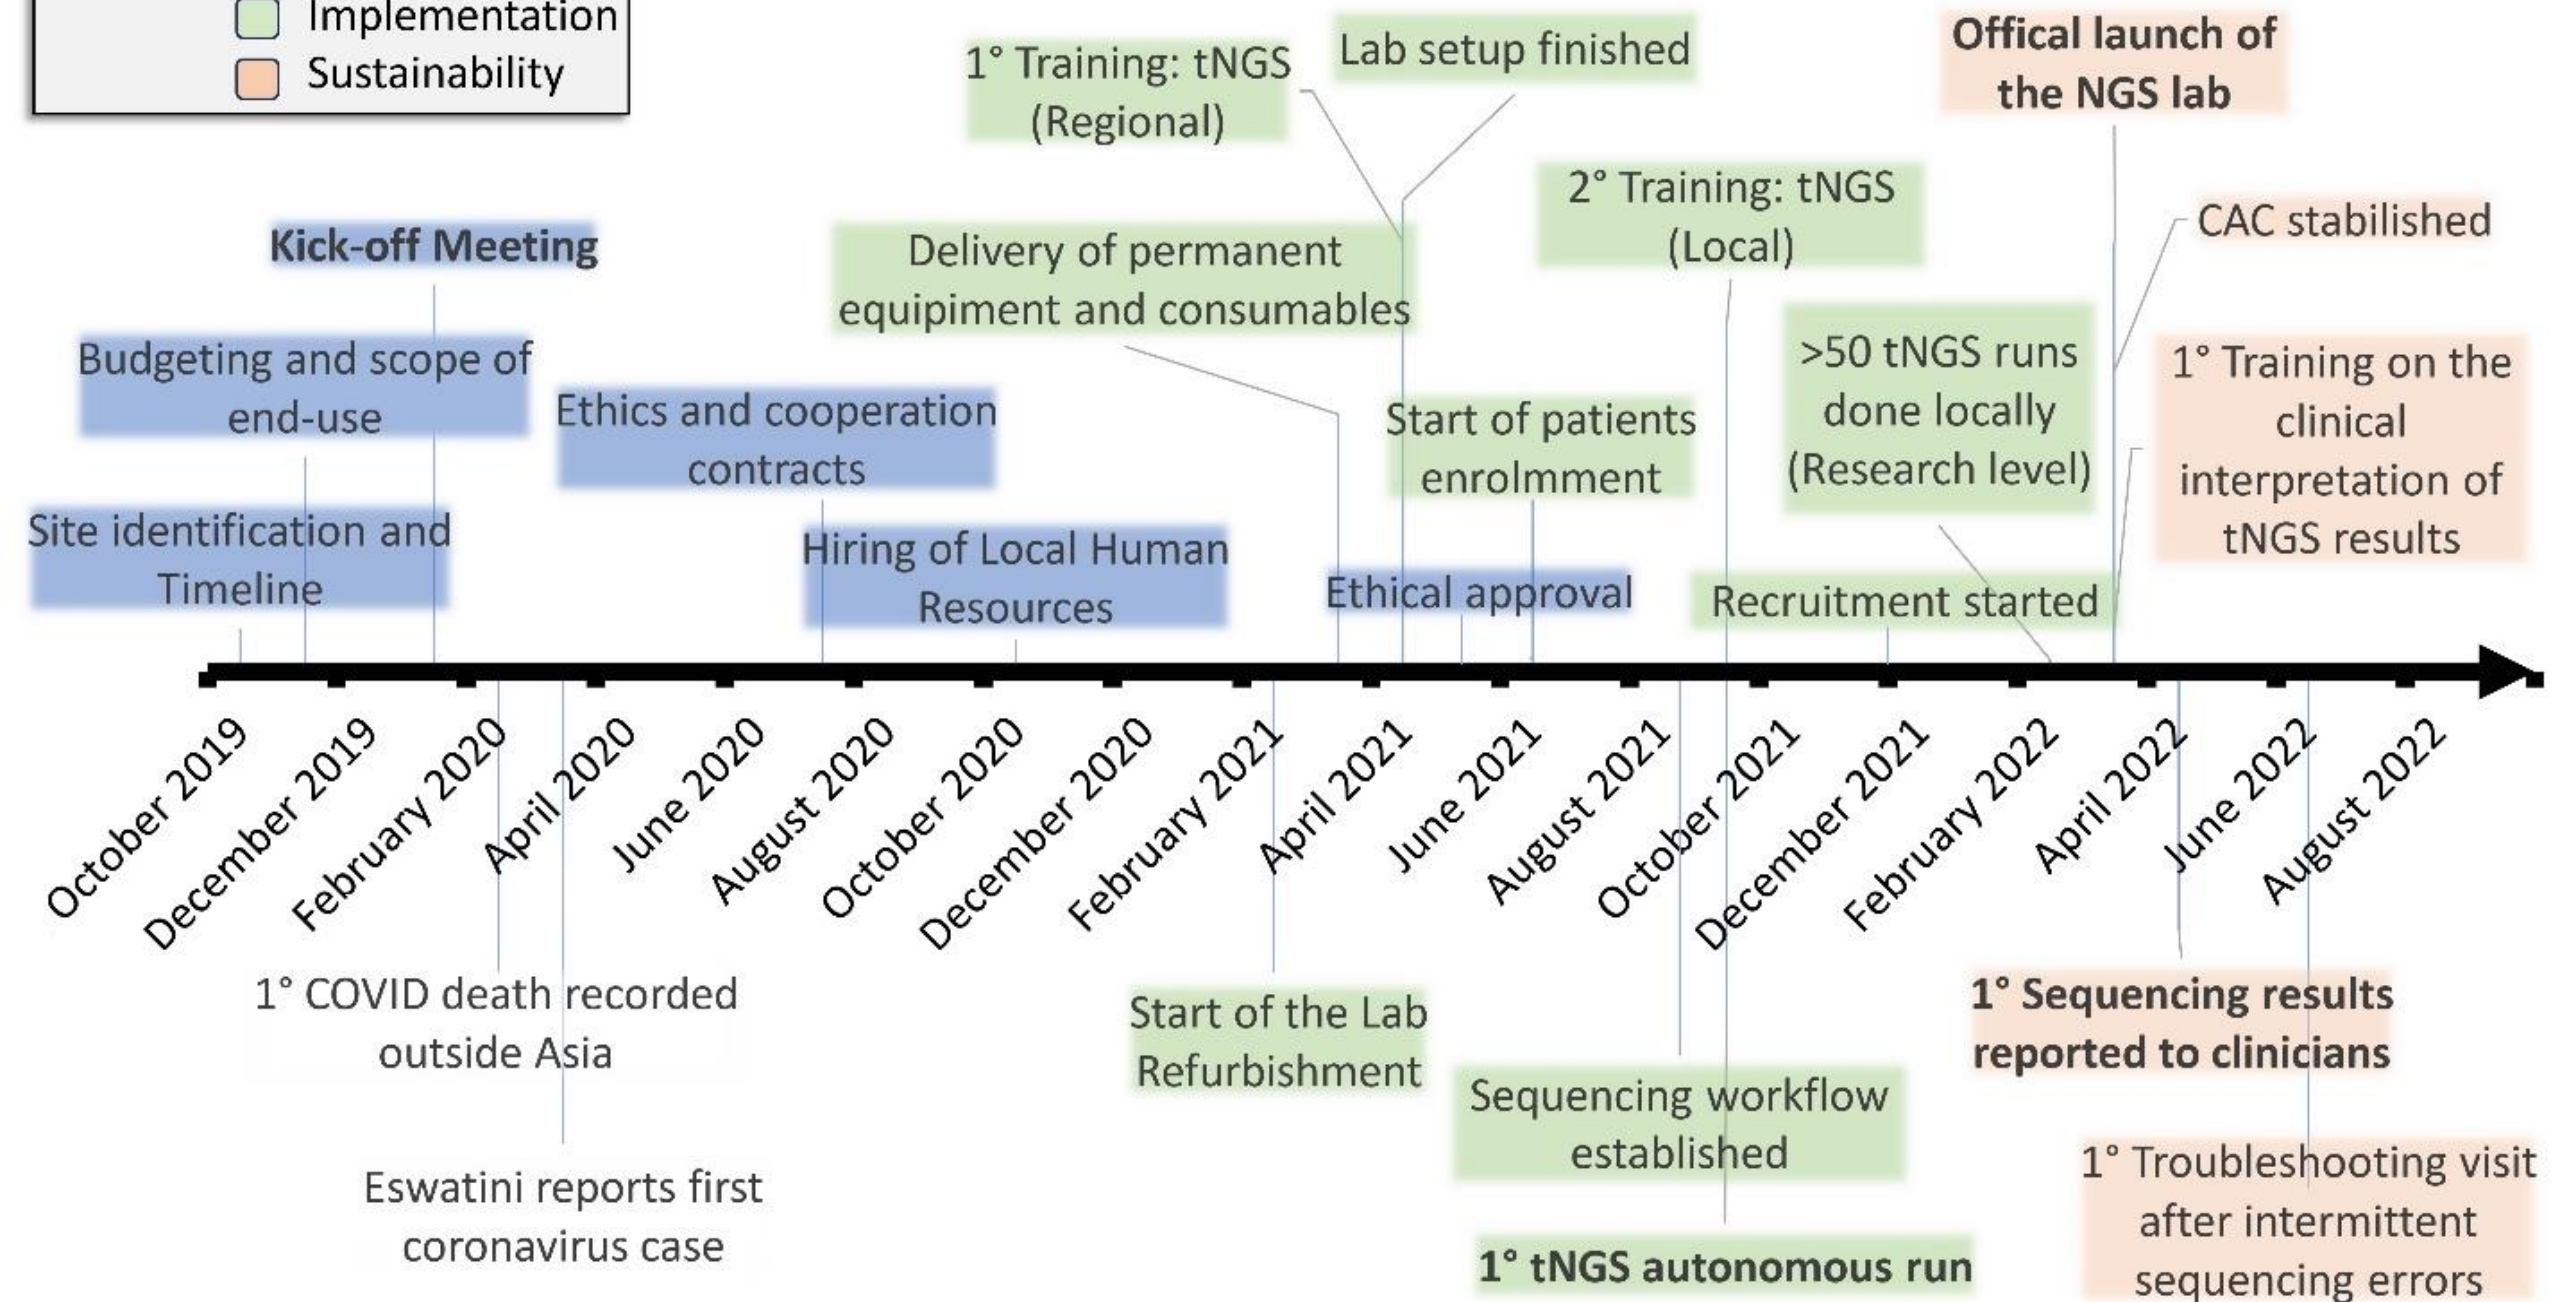 Implementation
Sustainability
1° Training: tNGS
(Regional)
Lab setup finished
Offical launch of
the NGS lab
2° Training: tNGS
(Local)
CAC stabilished
Kick-off Meeting
Delivery of permanent
equipiment and consumables
>50 tNGS runs
done locally
(Research level)
1° Training on the
clinical
interpretation of
tNGS results
Budgeting and scope of
end-use
Ethics and cooperation
contracts
Start of patients
enrolmment
Site identification and
Timeline
Hiring of Local Human
Resources
Ethical approval
Recruitment started
October 2019
December 2019
February 2020
April 2020
June 2020
August 2020
October 2020
December 2020
February 2021
April 2021
June 2021
August 2021
October 2021
December 2021
February 2022
April 2022
June 2022
August 2022
1° COVID death recorded
outside Asia
Eswatini reports first
coronavirus case
Start of the Lab
Refurbishment
Sequencing workflow
established
1° tNGS autonomous run
1° Sequencing results
reported to clinicians
1° Troubleshooting visit
after intermittent
sequencing errors